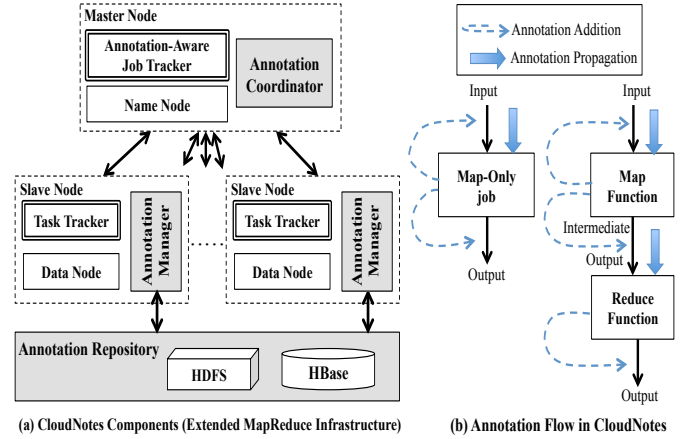 Master Node
Annotation-Aware
Job Tracker
Name Node
Annotation
Coordinator
Slave Node
Task Tracker
Data Node
Annotation
Manager
......
Slave Node
Task Tracker
Data Node
Annotation
Manager
Annotation Repository
HDFS
HBase
(a) CloudNotes Components (Extended MapReduce Infrastructure)
Annotation Addition
Annotation Propagation
Input
Map-Only
job
Output
Input
Map
Function
Intermediate
Output
Reduce
Function
Output
(b) Annotation Flow in CloudNotes